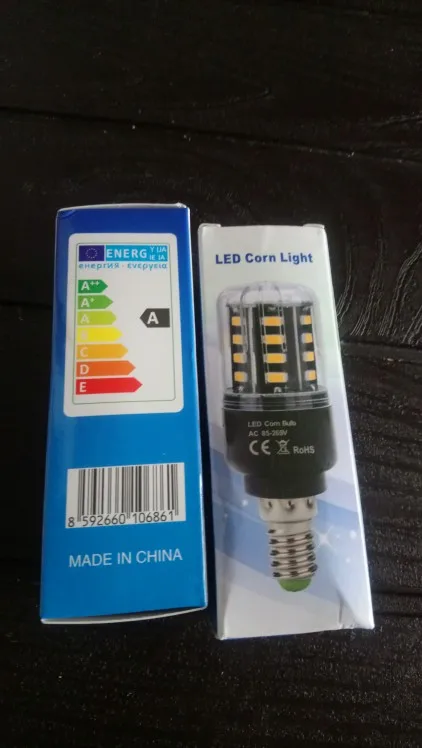 ENERG Y IJA
IE IA
енергия · ενεργεια
A++
A+
A
B
C
D
E
A
8 592660 106861
MADE IN CHINA
LED Corn Light
LED Corn Bulb
AC 85-265V
CE RoHS